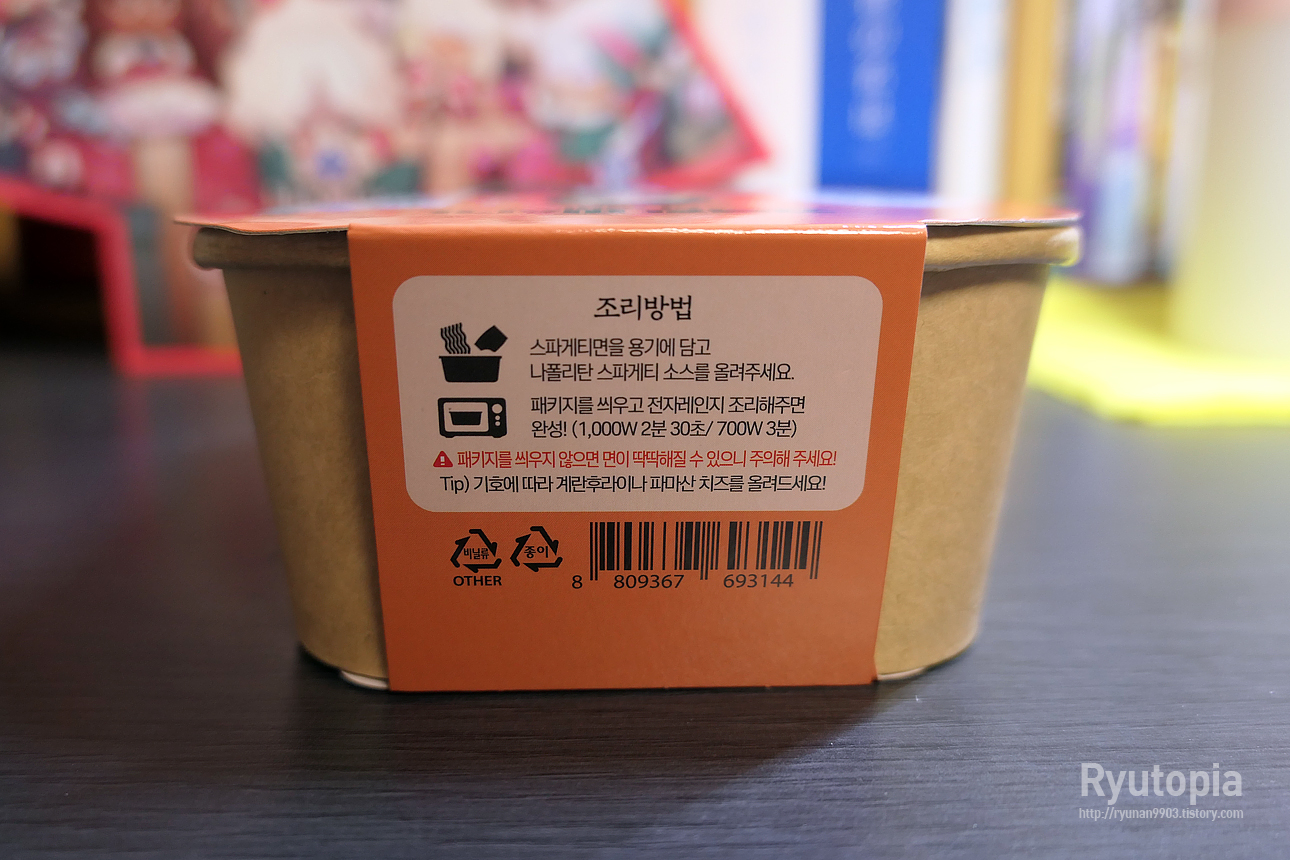 조리방법
스파게티면을 용기에 담고
나폴리탄 스파게티 소스를 올려주세요.
패키지를 씌우고 전자레인지 조리해주면
완성! (1,000W 2분 30초/ 700W 3분)
패키지를 씌우지 않으면 면이 딱딱해질 수 있으니 주의해 주세요!
Tip) 기호에 따라 계란후라이나 파마산 치즈를 올려드세요!
비닐류 종이
OTHER
8 809367 693144
Ryutopia
http://ryunan9903.tistory.com